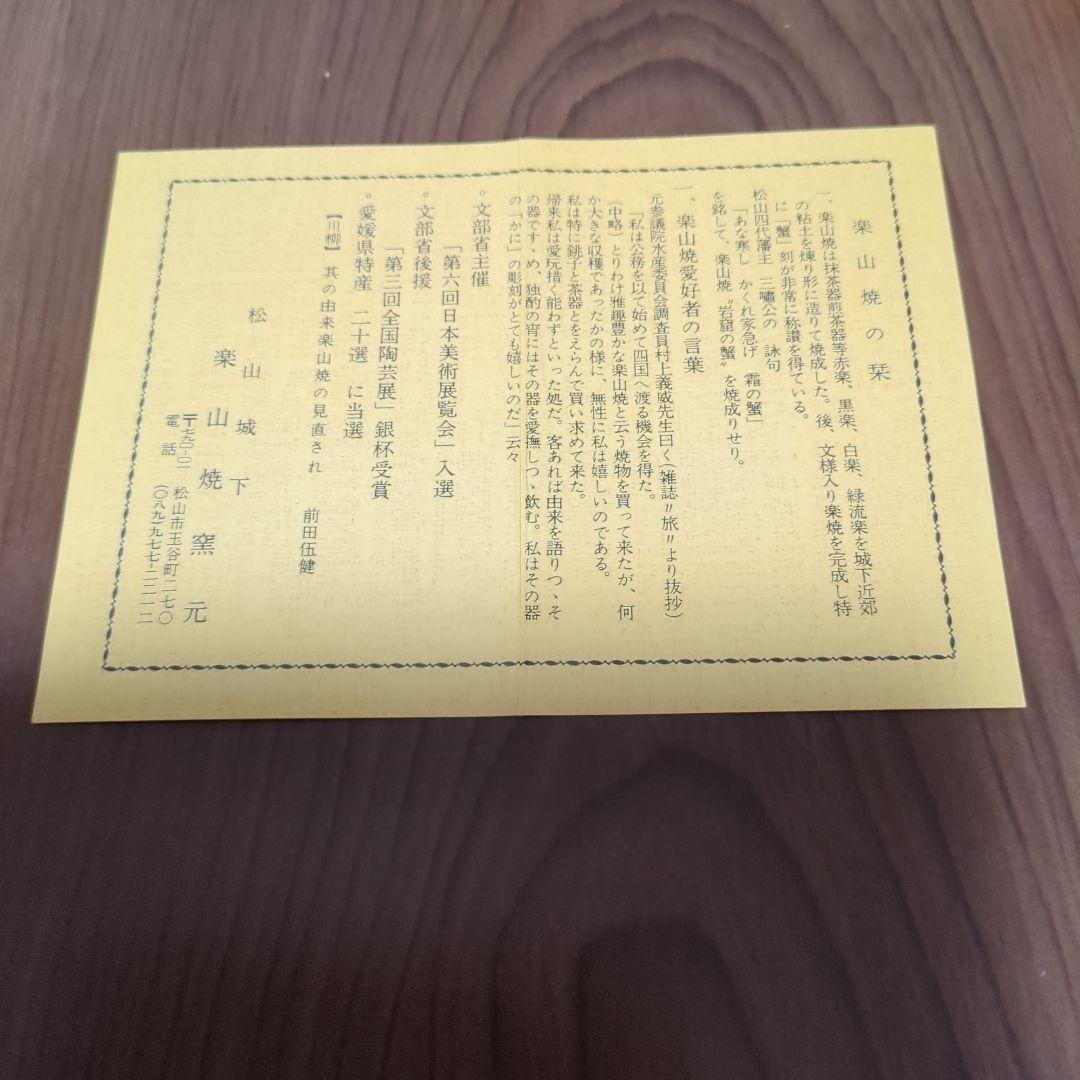 楽山焼の栞
一、楽山焼は抹茶器煎茶器等赤楽、黒楽、白楽、緑流楽を城下近郊
の粘土を煉り形に造りて焼成した。後、文様入り楽焼を完成し特
に「蟹」刻が非常に称讃を得ている。
松山四代藩主　三嘯公の　詠句
「あな寒し　かくれ家急げ　霜の蟹」
を銘して、楽山焼〝岩窟の蟹〟を焼成りせり。
一、楽山焼愛好者の言葉
元参議院水産委員会調査員村上義威先生曰く(雑誌〃旅〃より抜抄)
「私は公務を以て始めて四国へ渡る機会を得た。
(中略)とりわけ雅趣豊かな楽山焼と云う焼物を買って来たが、何
か大きな収穫であったかの様に、無性に私は嬉しいのである。
私は特に銚子と茶器とをえらんで買い求めて来た。
帰来私は愛玩措く能わずといった処だ。客あれば由来を語りつゝそ
の器ですゝめ、独酌の宵にはその器を愛撫しつゝ飲む。私はその器
の「かに」の彫刻がとても嬉しいのだ」云々
。文部省主催
「第六回日本美術展覧会」入選
。文部省後援
「第三回全国陶芸展」銀杯受賞
。愛媛県特産　二十選　に当選
【川柳】　其の由来楽山焼の見直され
前田伍健
松山城下
楽山焼窯元
〒七九〇-〇一　松山市玉谷町二七〇
電話　(〇八九)九七七-二二一二